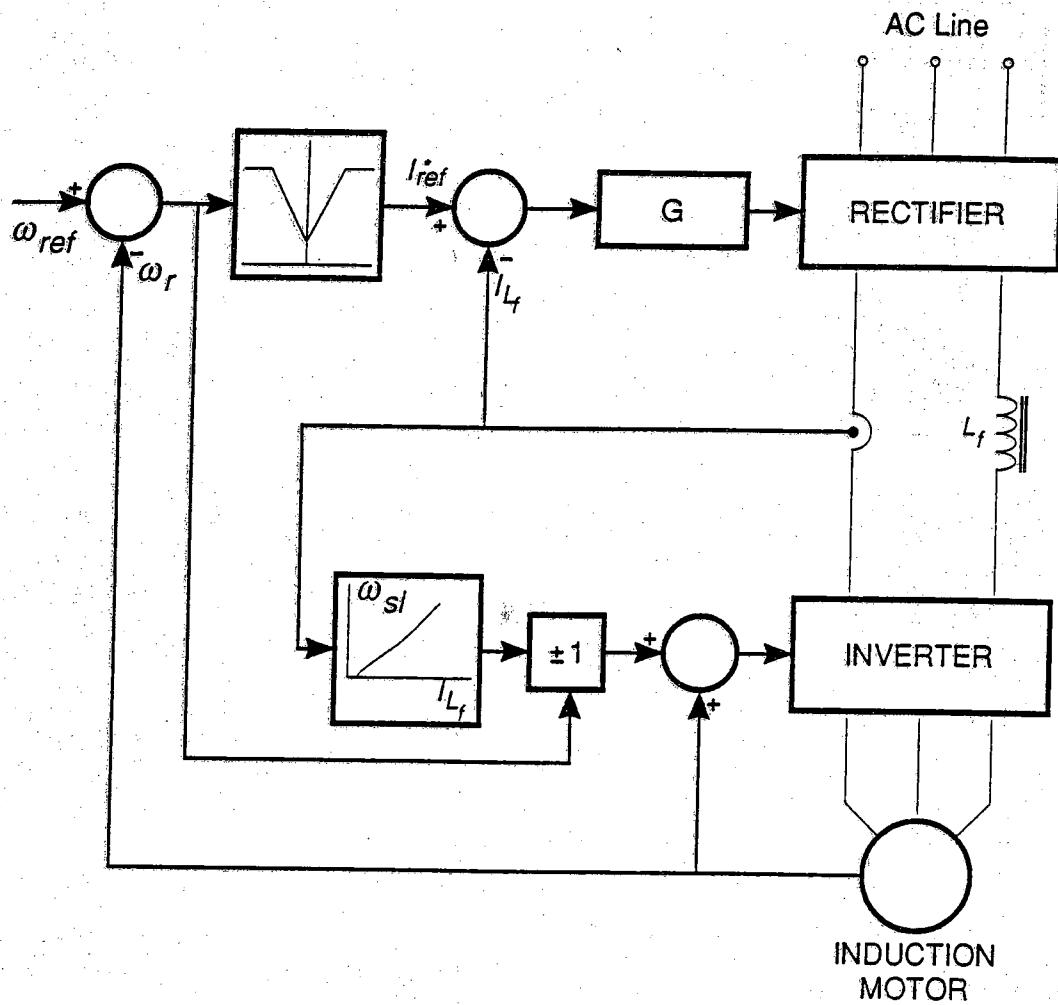 AC Line
+
ω_ref
-
ω_r
I*_ref
+
-
I_Lf
G
RECTIFIER
L_f
ω_sl
I_Lf
± 1
+
+
INVERTER
INDUCTION
MOTOR